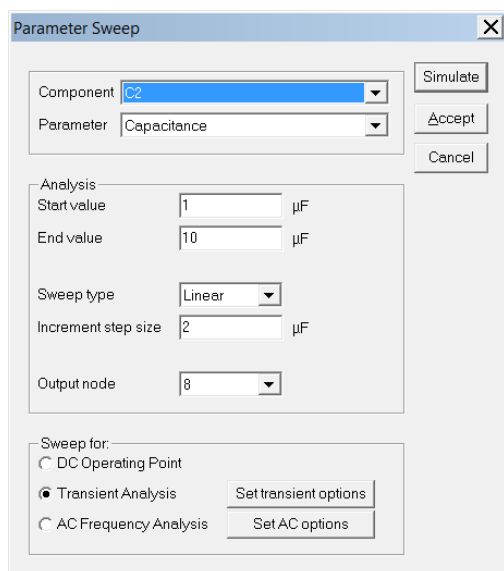 Parameter Sweep
Component C2
Simulate
Parameter Capacitance
Accept
Cancel
Analysis
Start value 1 µF
End value 10 µF
Sweep type Linear
Increment step size 2 µF
Output node 8
Sweep for:
DC Operating Point
Transient Analysis Set transient options
AC Frequency Analysis Set AC options